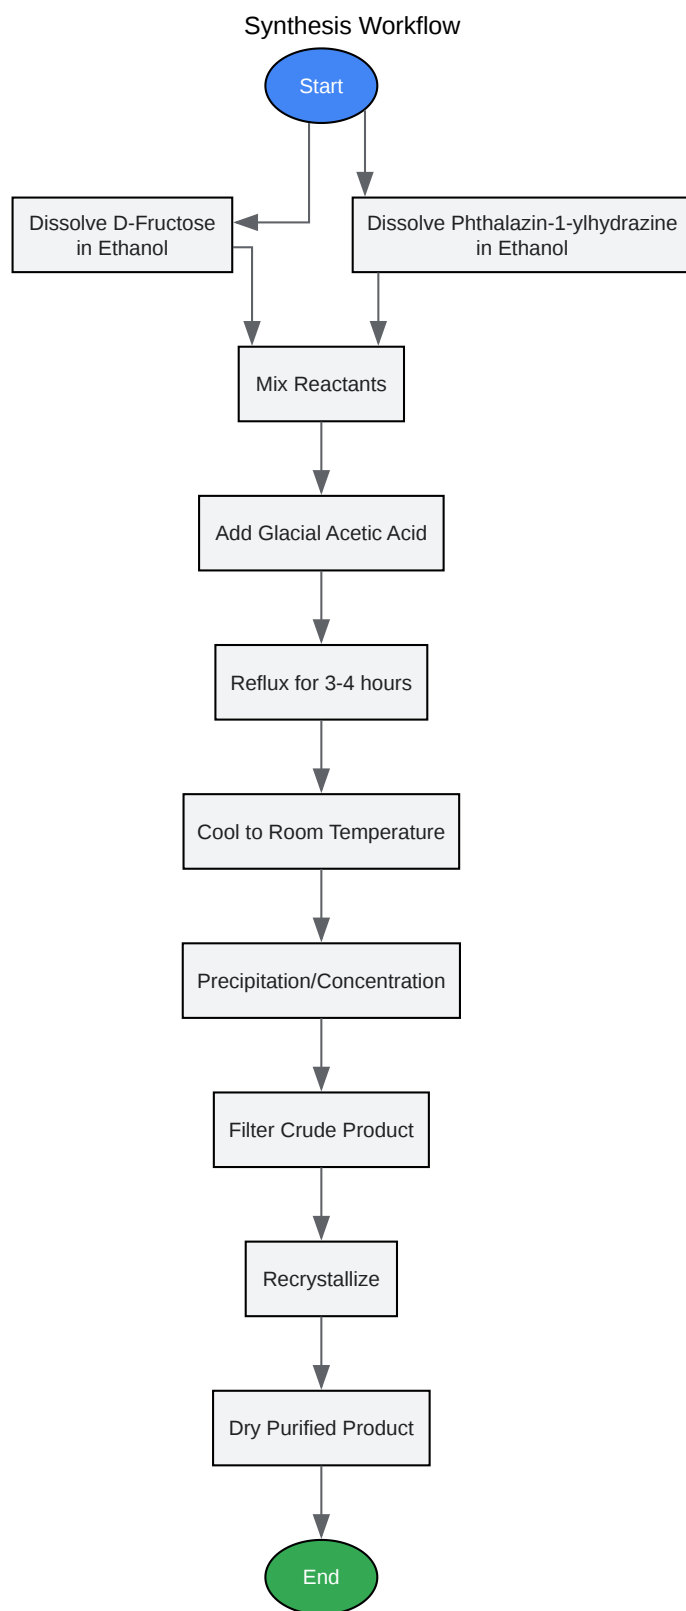 Synthesis Workflow
Start
Dissolve D-Fructose
in Ethanol
Dissolve Phthalazin-1-ylhydrazine
in Ethanol
Mix Reactants
Add Glacial Acetic Acid
Reflux for 3-4 hours
Cool to Room Temperature
Precipitation/Concentration
Filter Crude Product
Recrystallize
Dry Purified Product
End